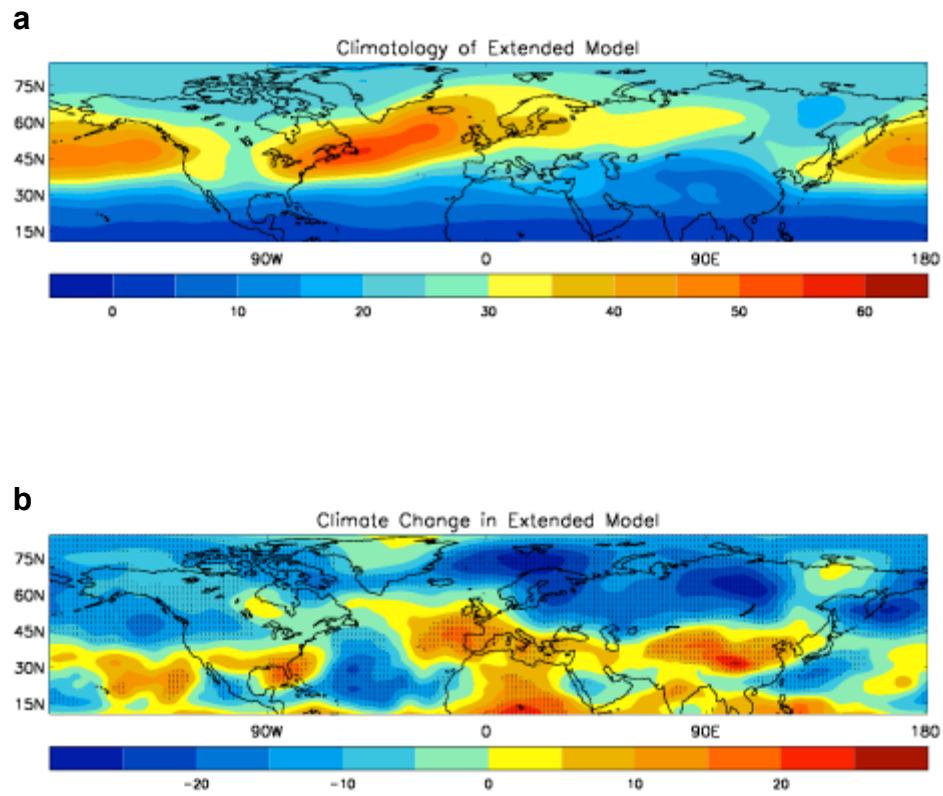 a
Climatology of Extended Model
75N
60N
45N
30N
15N
90W 0 90E 180
0 10 20 30 40 50 60
b
Climate Change in Extended Model
75N
60N
45N
30N
15N
90W 0 90E 180
-20 -10 0 10 20